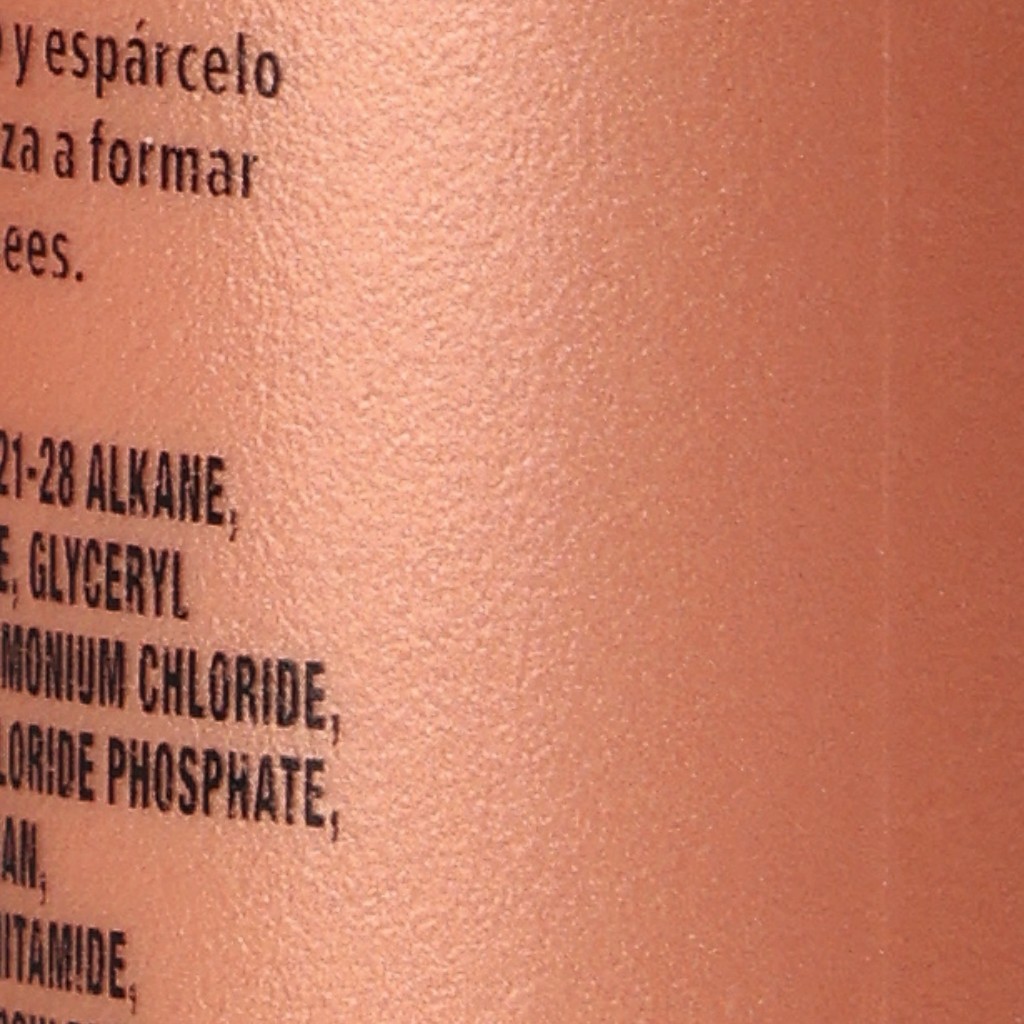 y espárcelo
za a formar
ees.
21-28 ALKANE,
E, GLYCERYL
MONIUM CHLORIDE,
LORIDE PHOSPHATE,
AN,
ITAMIDE,